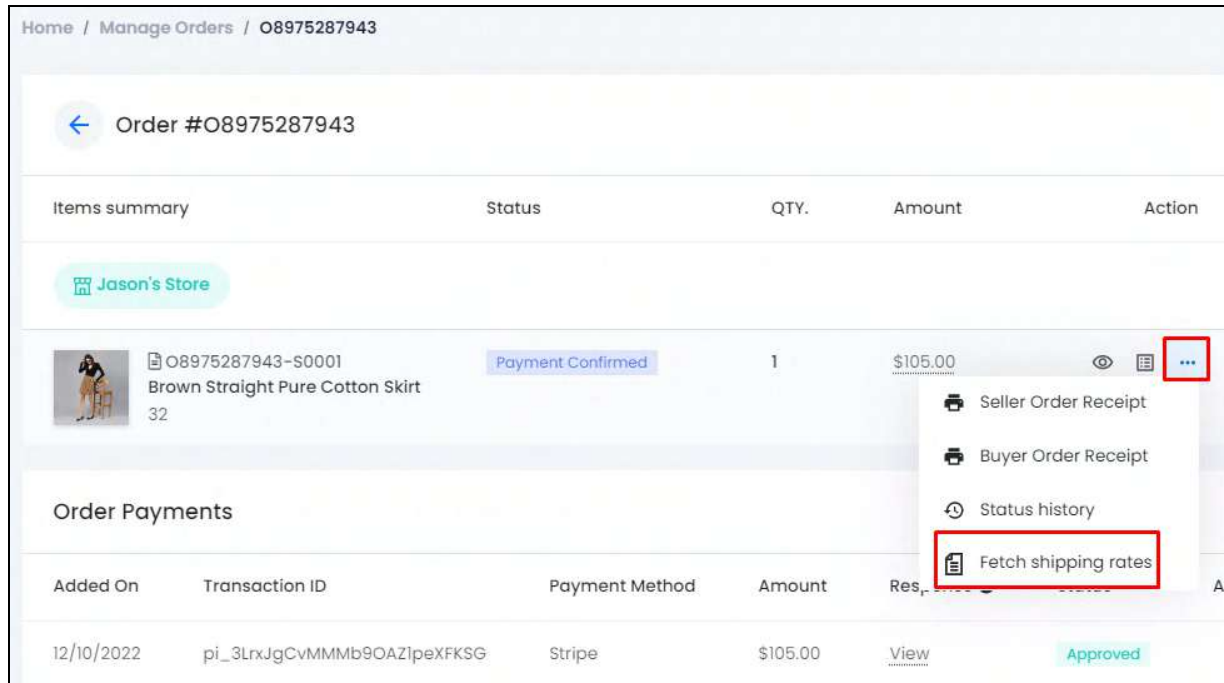 Home / Manage Orders / O8975287943
Order #O8975287943
Items summary Status QTY. Amount Action
Jason's Store
O8975287943-S0001 Payment Confirmed 1 $105.00
Brown Straight Pure Cotton Skirt
32
Seller Order Receipt
Buyer Order Receipt
Status history
Fetch shipping rates
Order Payments
Added On Transaction ID Payment Method Amount
12/10/2022 pi_3LrxJgCvMMMb9OAZ1peXFKSG Stripe $105.00 View Approved